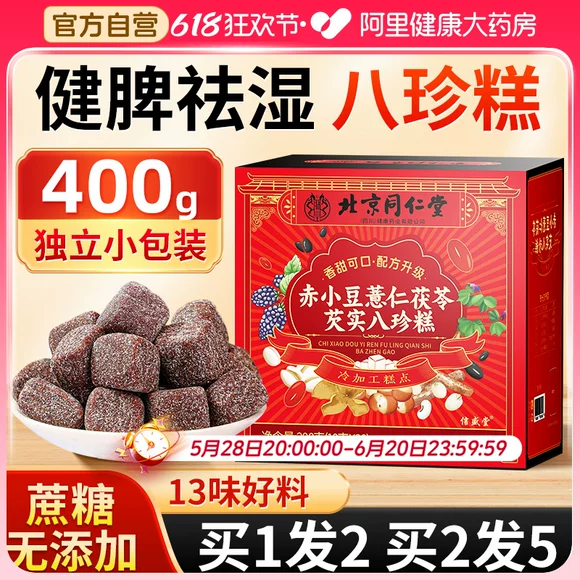 官方自营 618狂欢节· 阿里健康大药房
健脾祛湿 八珍糕
400g
独立小包装
北京同仁堂
香甜可口·配方升级
赤小豆薏仁茯苓
芡实八珍糕
CHI XIAO DOU YI REN FU LING QIAN SHI
BA ZHEN GAO
冷加工糕点
信威堂
5月28日20:00:00-6月20日23:59:59
蔗糖
无添加
13味好料
买1发2 买2发5